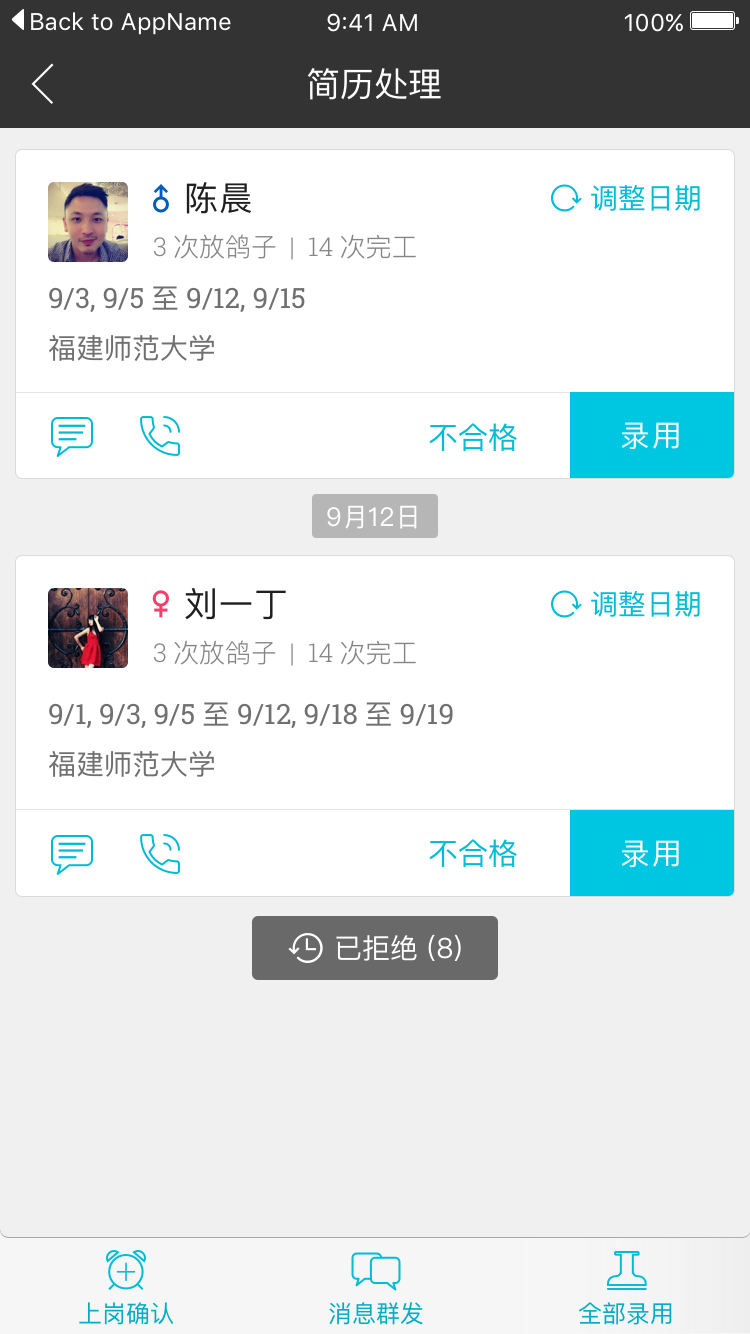 Back to AppName 9:41 AM 100%
简历处理
陈晨 调整日期
3 次放鸽子 | 14 次完工
9/3, 9/5 至 9/12, 9/15
福建师范大学
不合格 录用
9月12日
刘一丁 调整日期
3 次放鸽子 | 14 次完工
9/1, 9/3, 9/5 至 9/12, 9/18 至 9/19
福建师范大学
不合格 录用
已拒绝 (8)
上岗确认 消息群发 全部录用